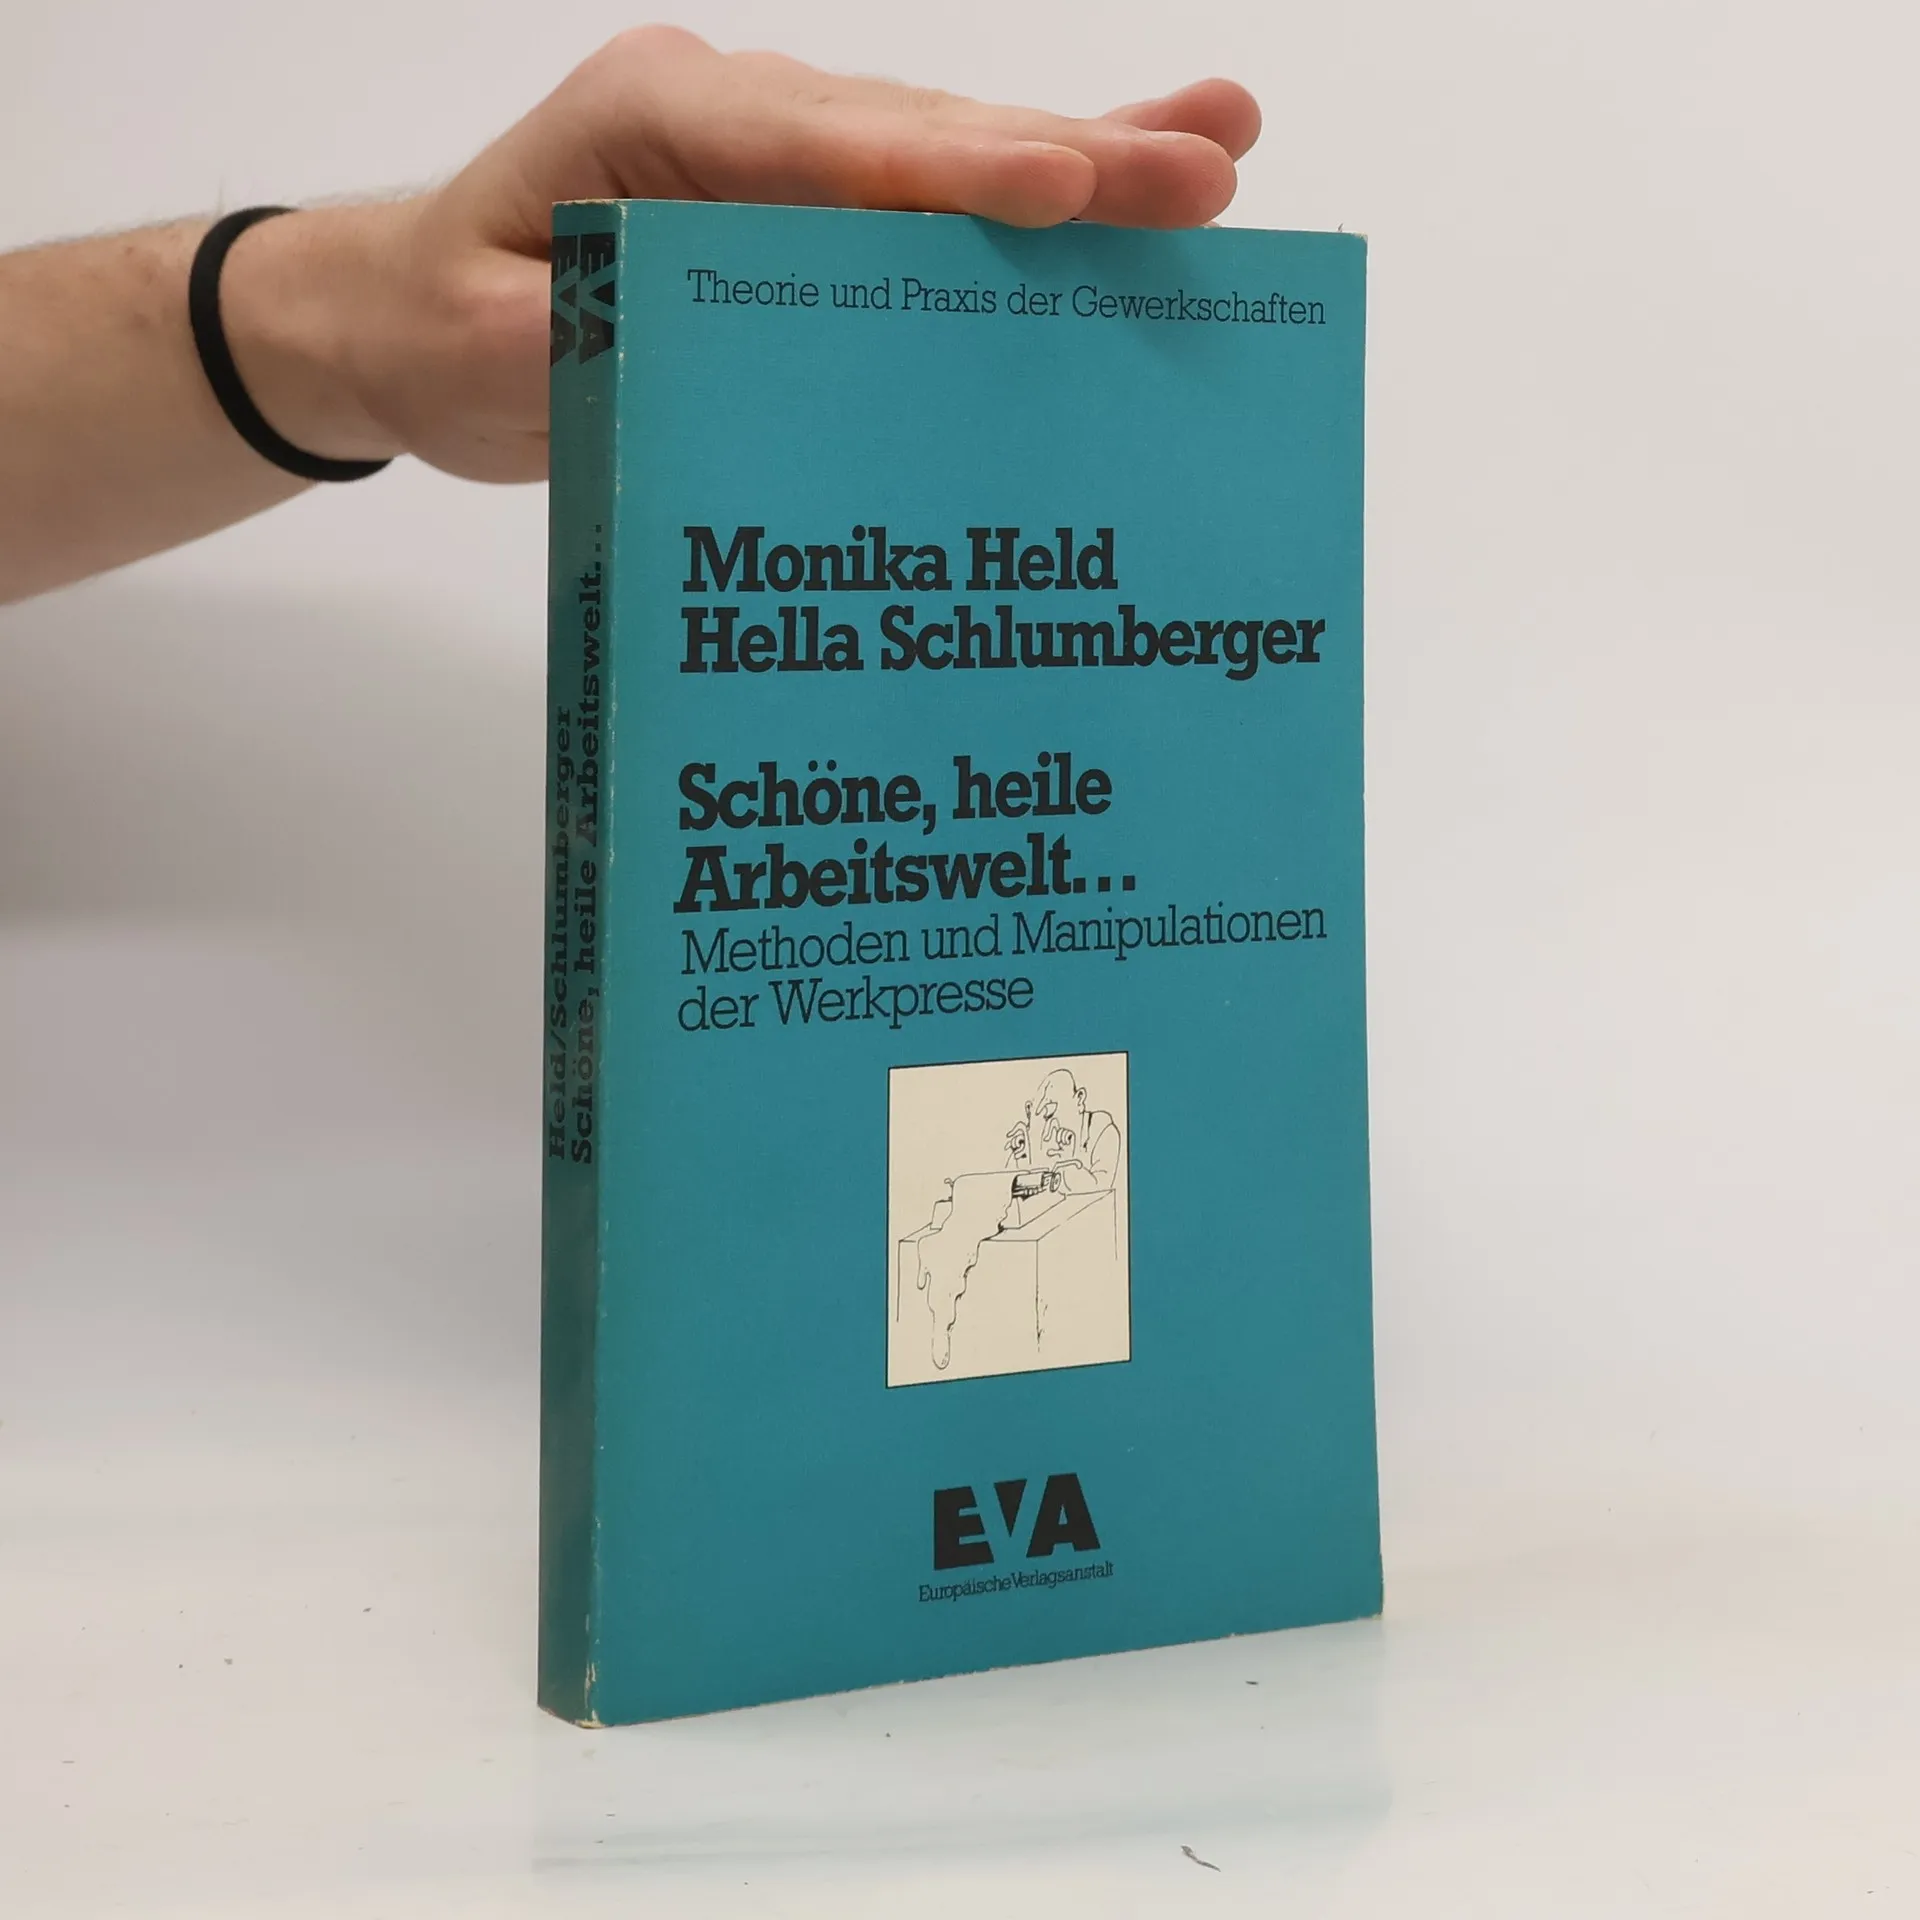 Theorie und Praxis der Gewerkschaften
Monika Held
Hella Schlumberger
Schöne, heile
Arbeitswelt...
Methoden und Manipulationen
der Werkpresse
EVA
Europäische Verlagsanstalt
EVA
Held/Schlumberger
Schöne, heile Arbeitswelt...